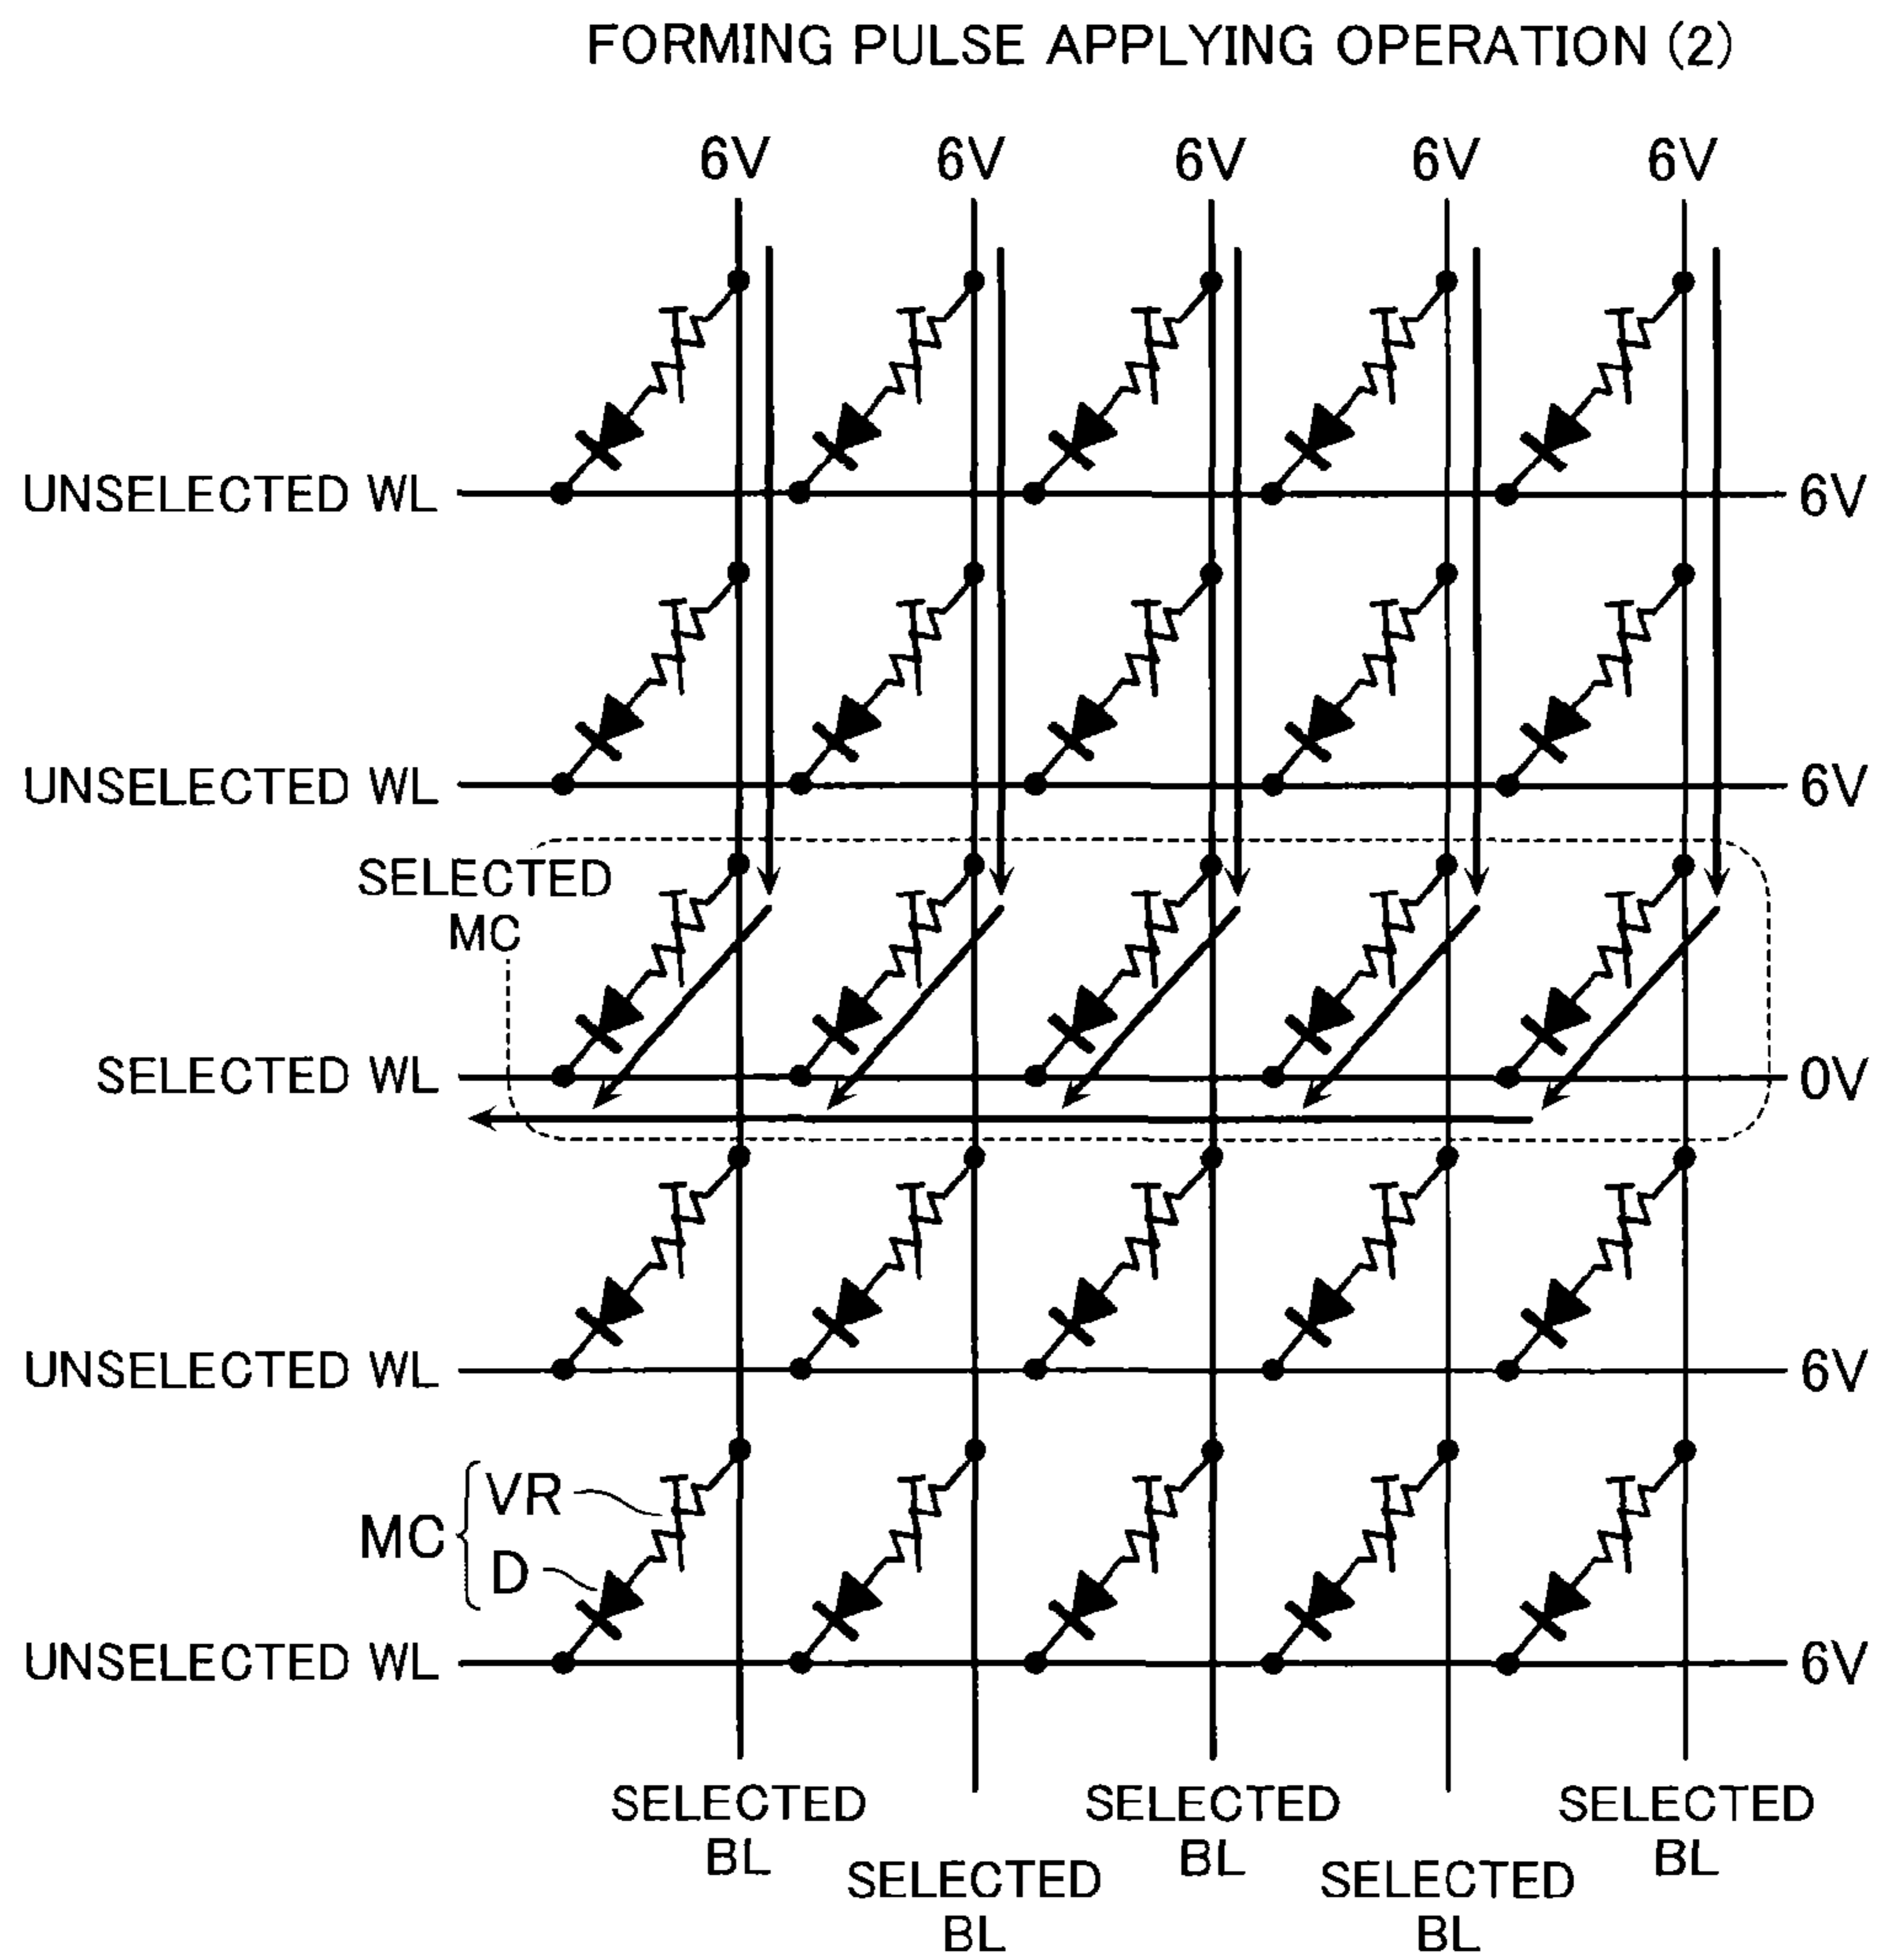 FORMING PULSE APPLYING OPERATION (2)
6V 6V 6V 6V 6V
UNSELECTED WL 6V
UNSELECTED WL 6V
SELECTED
MC
SELECTED WL 0V
UNSELECTED WL 6V
MC VR
D
UNSELECTED WL 6V
SELECTED
BL
SELECTED
BL
SELECTED
BL
SELECTED
BL
SELECTED
BL